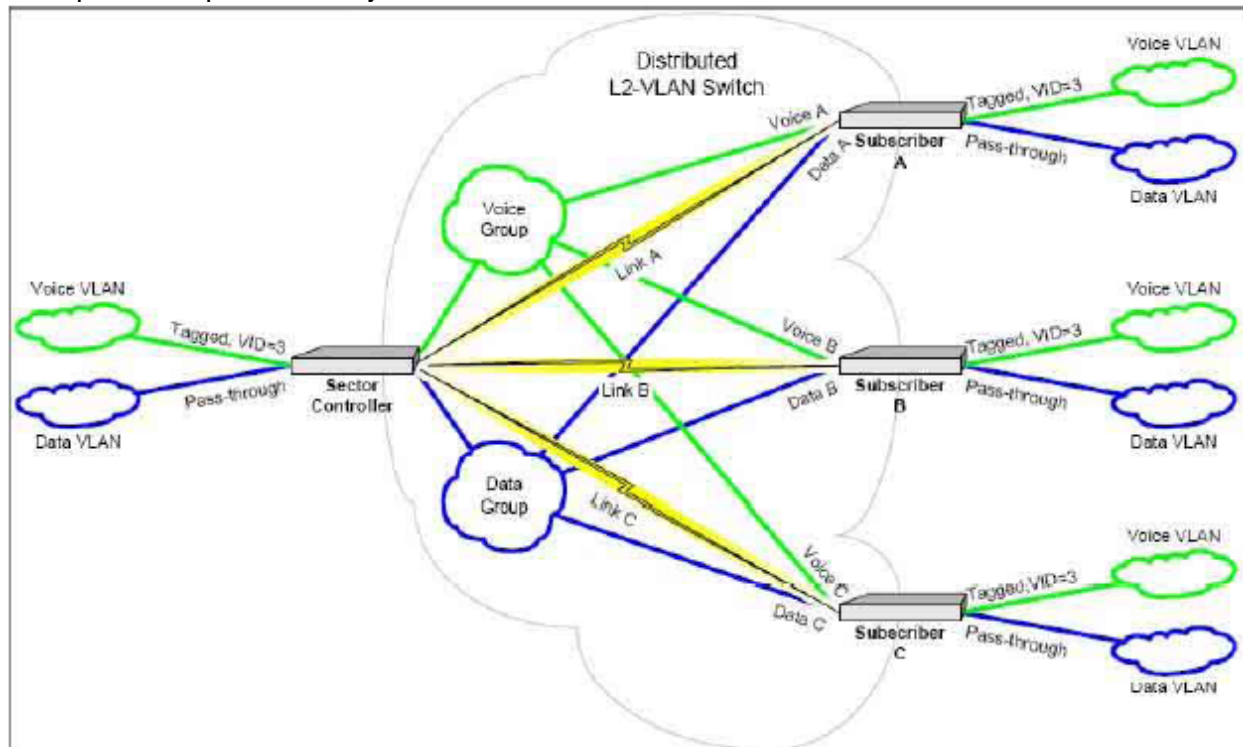 Distributed
L2-VLAN Switch
Voice VLAN
Tagged, VID=3
Voice A
Data A
Subscriber
A
Pass-through
Data VLAN
Voice
Group
Link A
Voice VLAN
Tagged, VID=3
Voice VLAN
Tagged, VID=3
Voice B
Sector
Controller
Link B
Data B
Subscriber
B
Pass-through
Data VLAN
Pass-through
Data VLAN
Data
Group
Link C
Voice C
Voice VLAN
Tagged, VID=3
Data C
Subscriber
C
Pass-through
Data VLAN